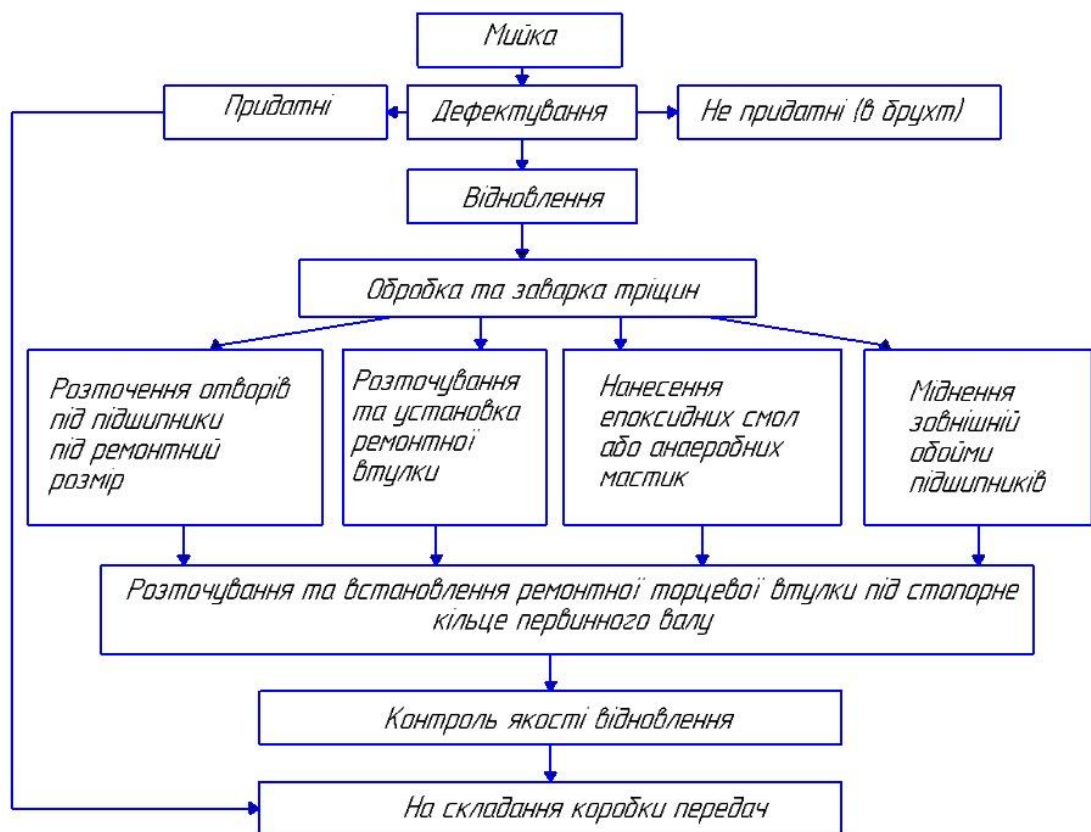 Мийка
Придатні
Дефектування
Не придатні (в брухт)
Відновлення
Обробка та заварка тріщин
Розточення отворів
під підшипники
під ремонтний
розмір
Розточування
та установка
ремонтної
втулки
Нанесення
епоксидних смол
або анаеробних
мастик
Міднення
зовнішній
обойми
підшипників
Розточування та встановлення ремонтної торцевої втулки під стопорне
кільце первинного валу
Контроль якості відновлення
На складання коробки передач